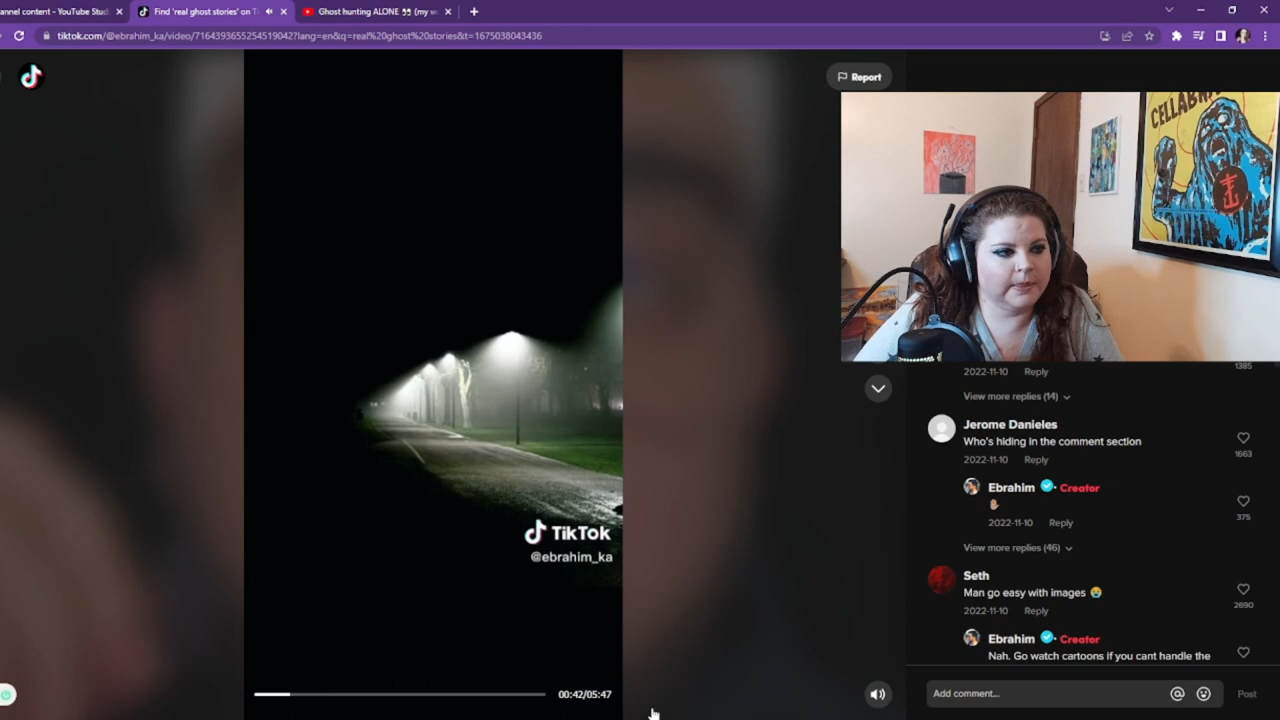 annel content - YouTube Stud
Find 'real ghost stories' on Ti
Ghost hunting ALONE 👀 (my w
tiktok.com/@ebrahim_ka/video/7164393655254519042?lang=en&q=real%20ghost%20stories&t=1675038043436
Report
CELLABRA
TikTok
@ebrahim_ka
00:42/05:47
2022-11-10 Reply
1385
View more replies (14)
Jerome Danieles
Who's hiding in the comment section
1663
2022-11-10 Reply
Ebrahim · Creator
✋🏽
375
2022-11-10 Reply
View more replies (46)
Seth
Man go easy with images 😭
2690
2022-11-10 Reply
Ebrahim · Creator
Nah. Go watch cartoons if you cant handle the
Add comment...
Post